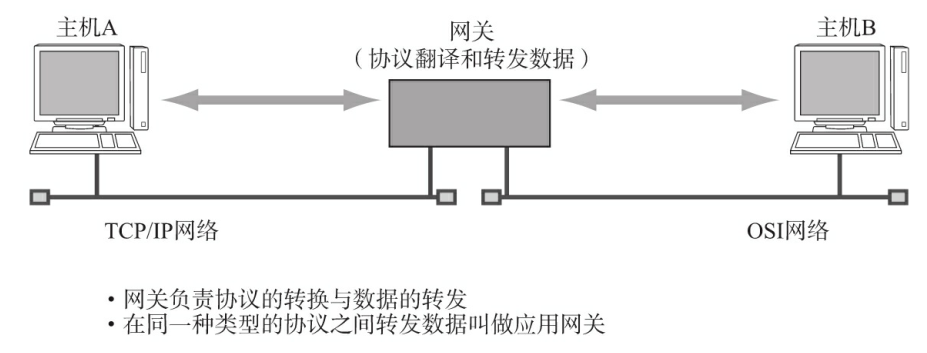 主机A
网关
（协议翻译和转发数据）
主机B
TCP/IP网络
OSI网络
·网关负责协议的转换与数据的转发
·在同一种类型的协议之间转发数据叫做应用网关